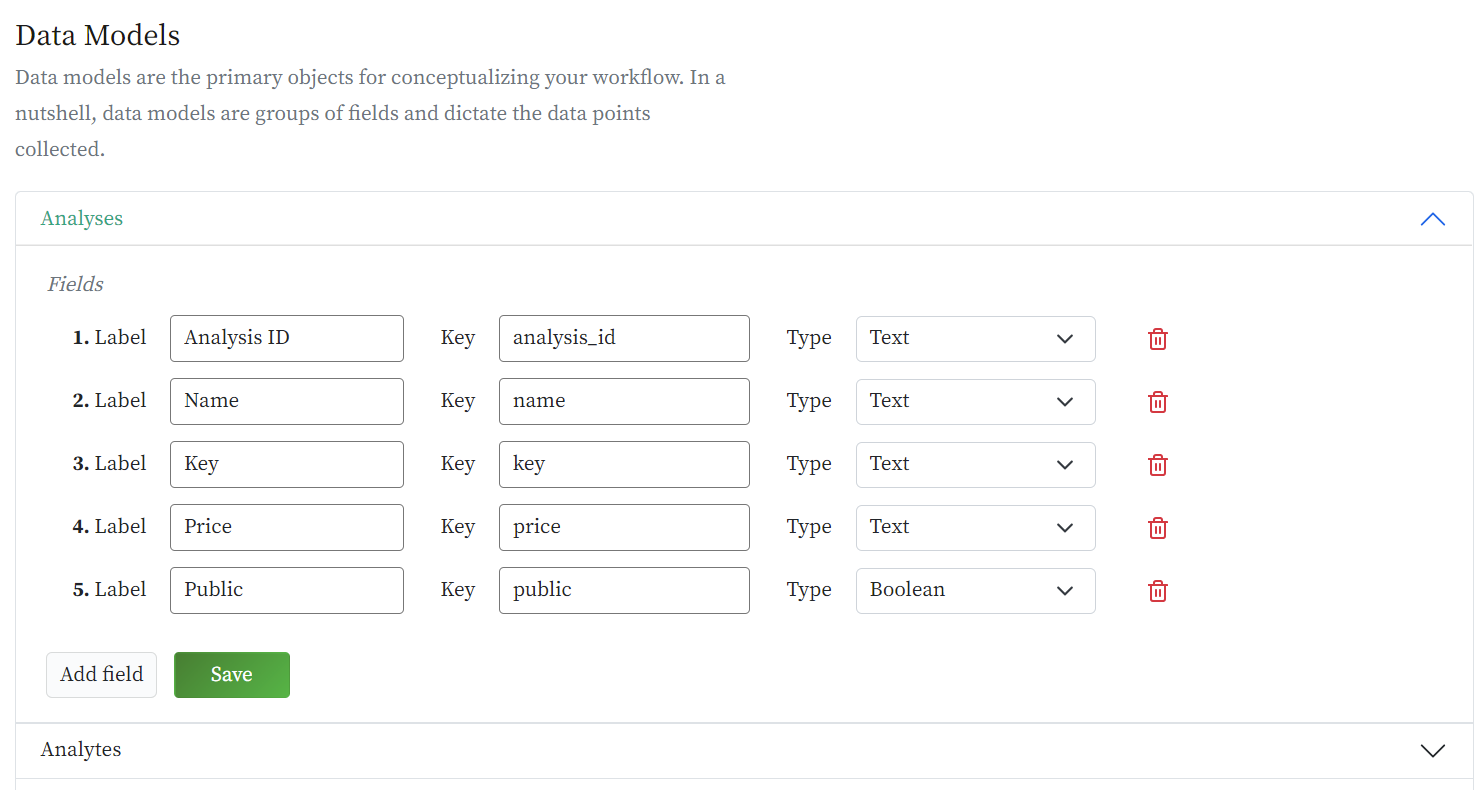 Data Models
Data models are the primary objects for conceptualizing your workflow. In a
nutshell, data models are groups of fields and dictate the data points
collected.
Analyses
Fields
1. Label Analysis ID Key analysis_id Type Text
2. Label Name Key name Type Text
3. Label Key Key key Type Text
4. Label Price Key price Type Text
5. Label Public Key public Type Boolean
Add field Save
Analytes